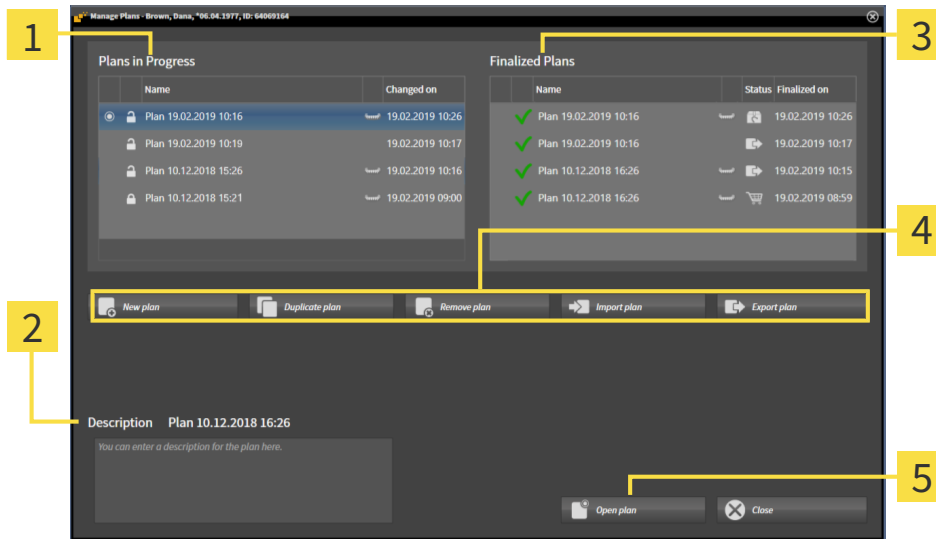 Manage Plans - Brown, Dana, *06.04.1977, ID: 64069164
1
3
Plans in Progress
Finalized Plans
Name Changed on
Name Status Finalized on
Plan 19.02.2019 10:16 19.02.2019 10:26
Plan 19.02.2019 10:16 19.02.2019 10:26
Plan 19.02.2019 10:19 19.02.2019 10:17
Plan 19.02.2019 10:16 19.02.2019 10:17
Plan 10.12.2018 15:26 19.02.2019 10:16
Plan 10.12.2018 16:26 19.02.2019 10:15
Plan 10.12.2018 15:21 19.02.2019 09:00
Plan 10.12.2018 16:26 19.02.2019 08:59
4
New plan Duplicate plan Remove plan Import plan Export plan
2
Description Plan 10.12.2018 16:26
You can enter a description for the plan here.
5
Open plan Close